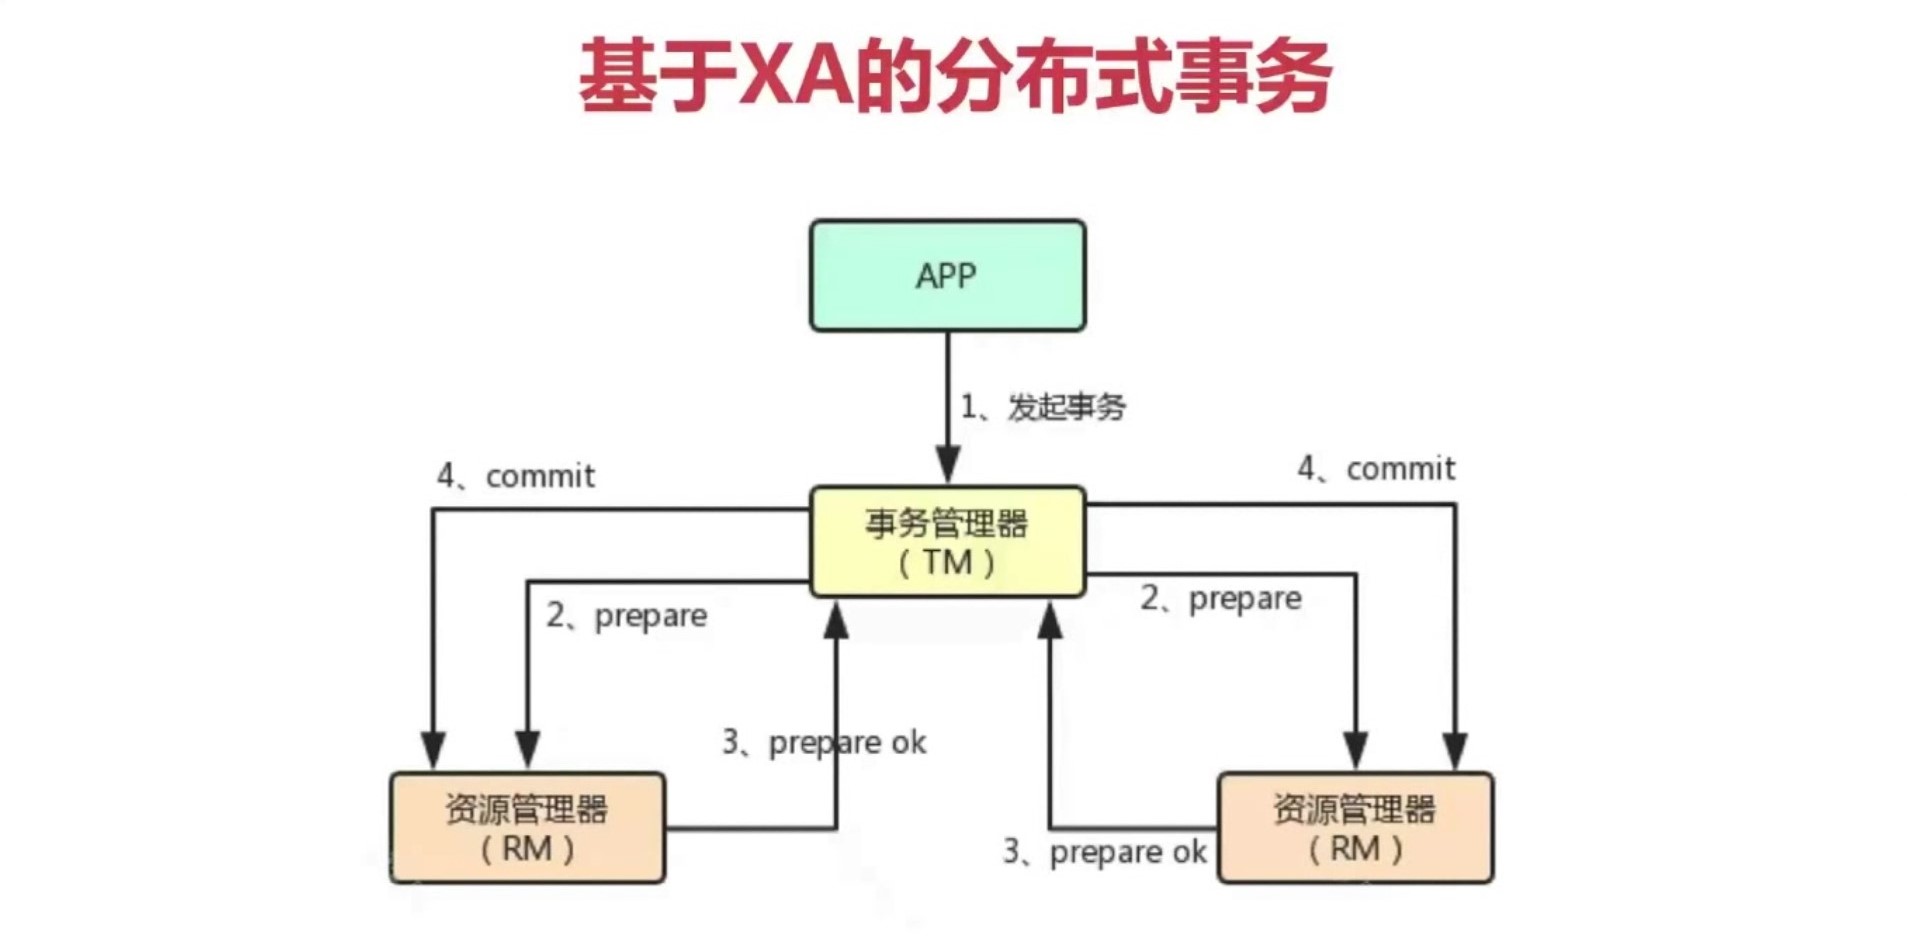 基于XA的分布式事务
APP
1、发起事务
4、commit
4、commit
事务管理器
（TM）
2、prepare
2、prepare
3、prepare ok
资源管理器
（RM）
资源管理器
（RM）
3、prepare ok